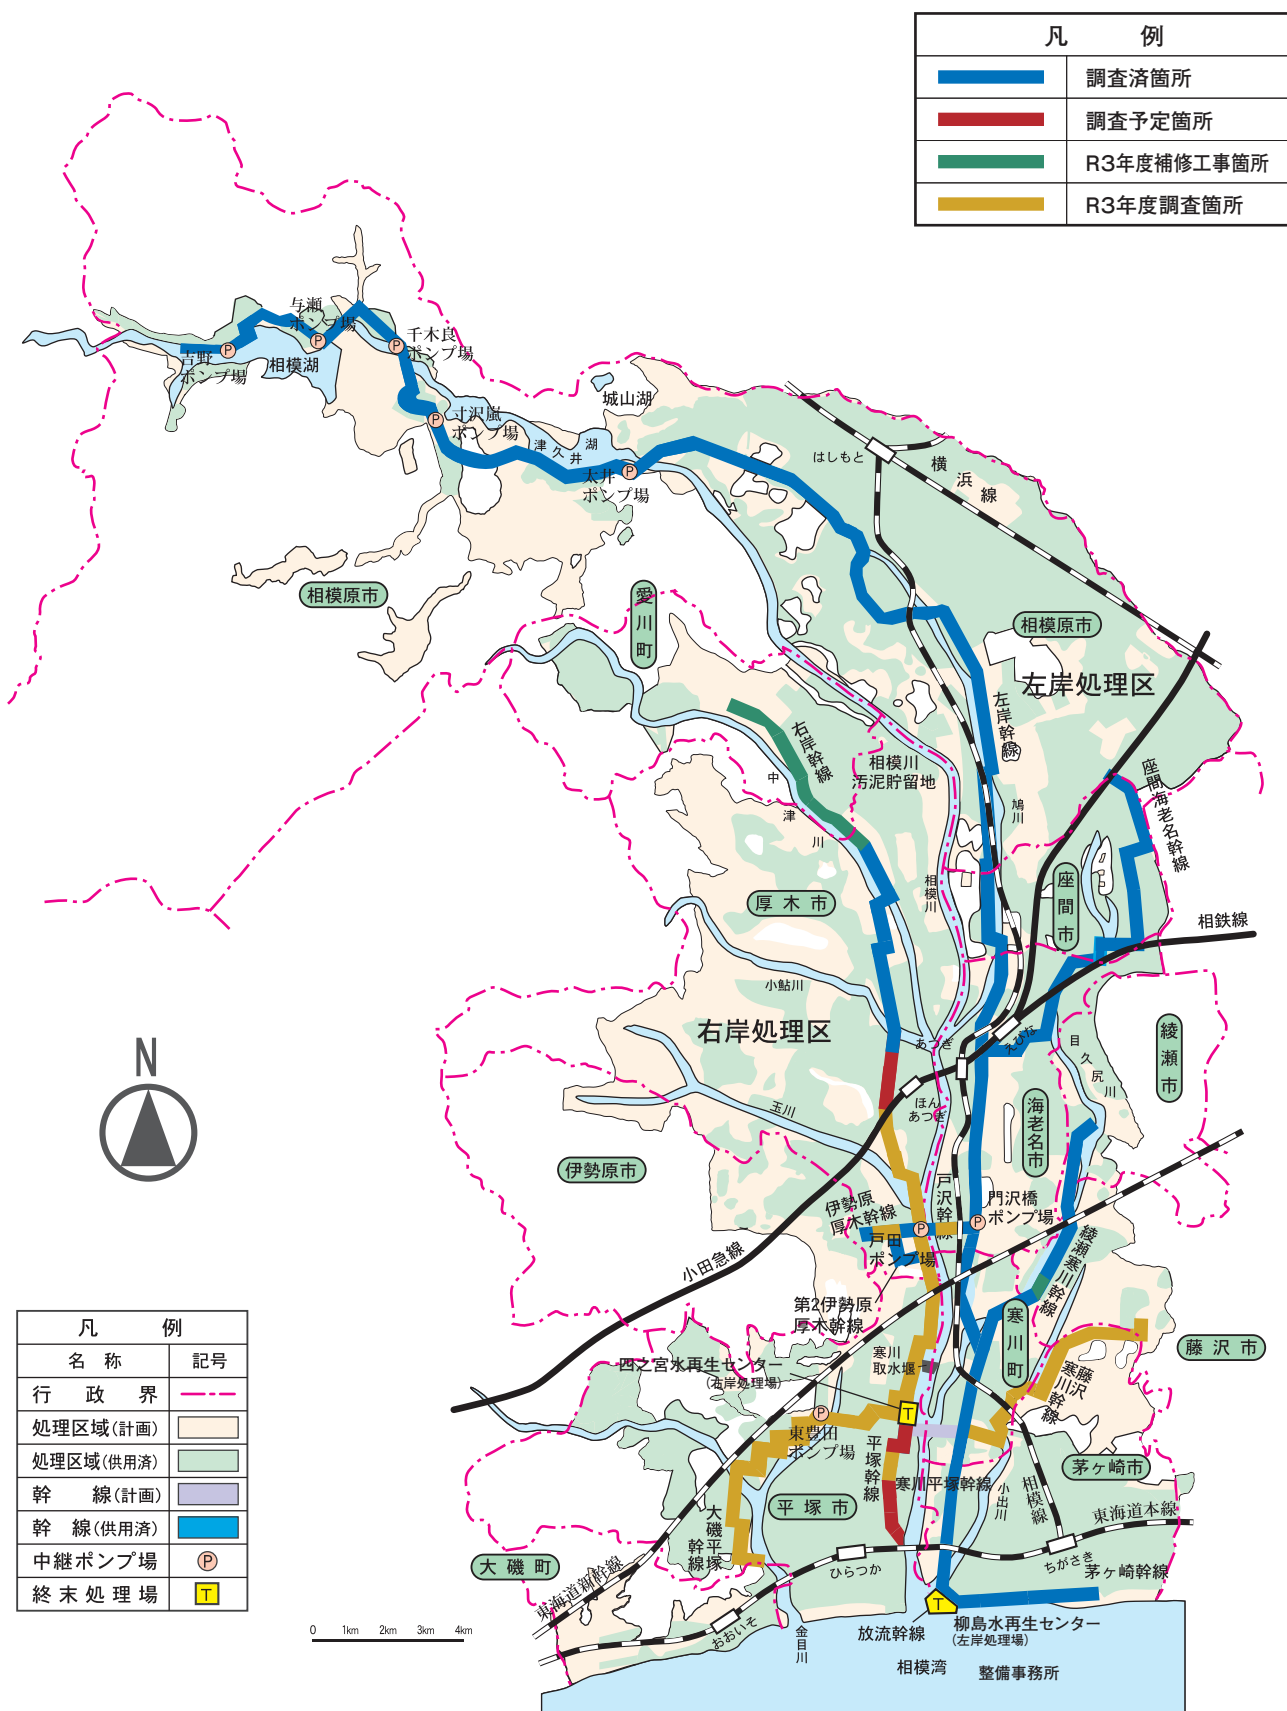 凡 例
調査済箇所
調査予定箇所
R3年度補修工事箇所
R3年度調査箇所
与瀬
ポンプ場
千木良
ポンプ場
吉野
ポンプ場
相模湖
城山湖
寸沢嵐
ポンプ場
津久井湖
太井
ポンプ場
はしもと
横浜線
相模原市
愛川町
相模原市
左岸処理区
左岸幹線
右岸幹線
相模川
汚泥貯留地
座間海老名幹線
中津川
鳩川
相模川
座間市
厚木市
相鉄線
小鮎川
右岸処理区
あつぎ
えびな
目久尻川
綾瀬市
ほん
あつぎ
玉川
海老名市
伊勢原市
戸沢幹線
門沢橋
ポンプ場
伊勢原
厚木幹線
戸田
ポンプ場
綾瀬寒川幹線
小田急線
第2伊勢原
厚木幹線
寒川町
寒川
取水堰
藤沢市
四之宮水再生センター
(右岸処理場)
藤沢
寒川幹線
東豊田
ポンプ場
平塚幹線
茅ヶ崎市
寒川平塚幹線
小出川
相模線
平塚市
東海道本線
大磯平塚
幹線
大磯町
ひらつか
ちがさき
茅ヶ崎幹線
東海道新幹線
おおいそ
金目川
放流幹線
柳島水再生センター
(左岸処理場)
相模湾
整備事務所
N
凡 例
名 称 記号
行 政 界
処理区域(計画)
処理区域(供用済)
幹 線(計画)
幹 線(供用済)
中継ポンプ場 P
終末処理場 T
0 1km 2km 3km 4km